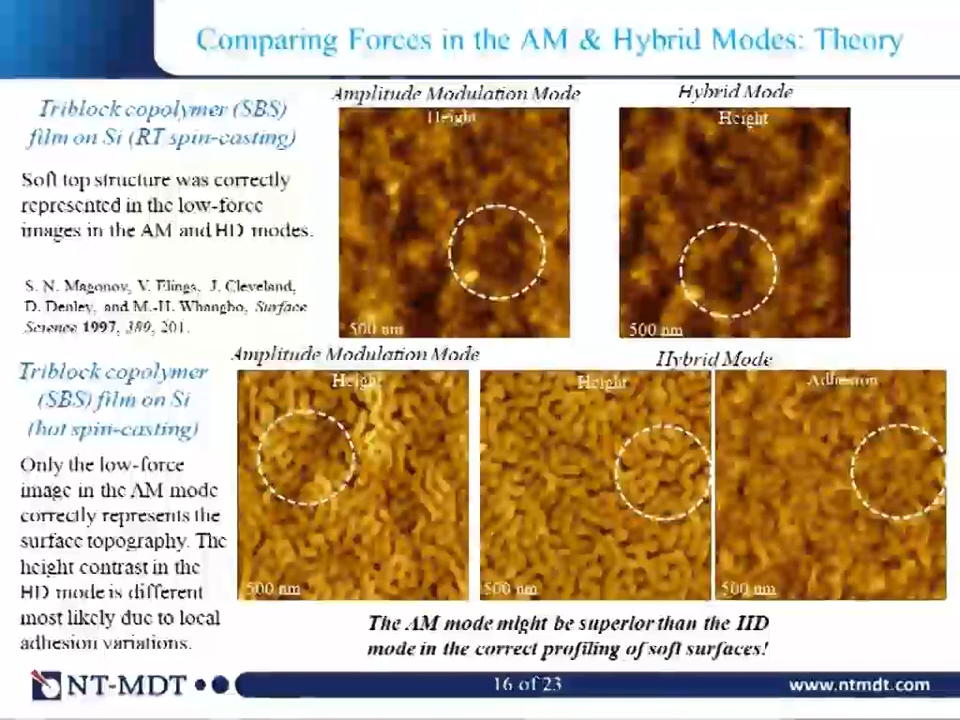 Comparing Forces in the AM & Hybrid Modes: Theory
Triblock copolymer (SBS)
film on Si (RT spin-casting)
Soft top structure was correctly
represented in the low-force
images in the AM and HD modes.
S. N. Magonov, V. Elings, J. Cleveland,
D. Denley, and M.-H. Whangbo, Surface
Science 1997, 389, 201.
Amplitude Modulation Mode
Height
500 nm
Hybrid Mode
Height
500 nm
Triblock copolymer
(SBS) film on Si
(hot spin-casting)
Only the low-force
image in the AM mode
correctly represents the
surface topography. The
height contrast in the
HD mode is different
most likely due to local
adhesion variations.
Amplitude Modulation Mode
Height
500 nm
Hybrid Mode
Height
500 nm
Adhesion
500 nm
The AM mode might be superior than the HD
mode in the correct profiling of soft surfaces!
NT-MDT
16 of 23
www.ntmdt.com